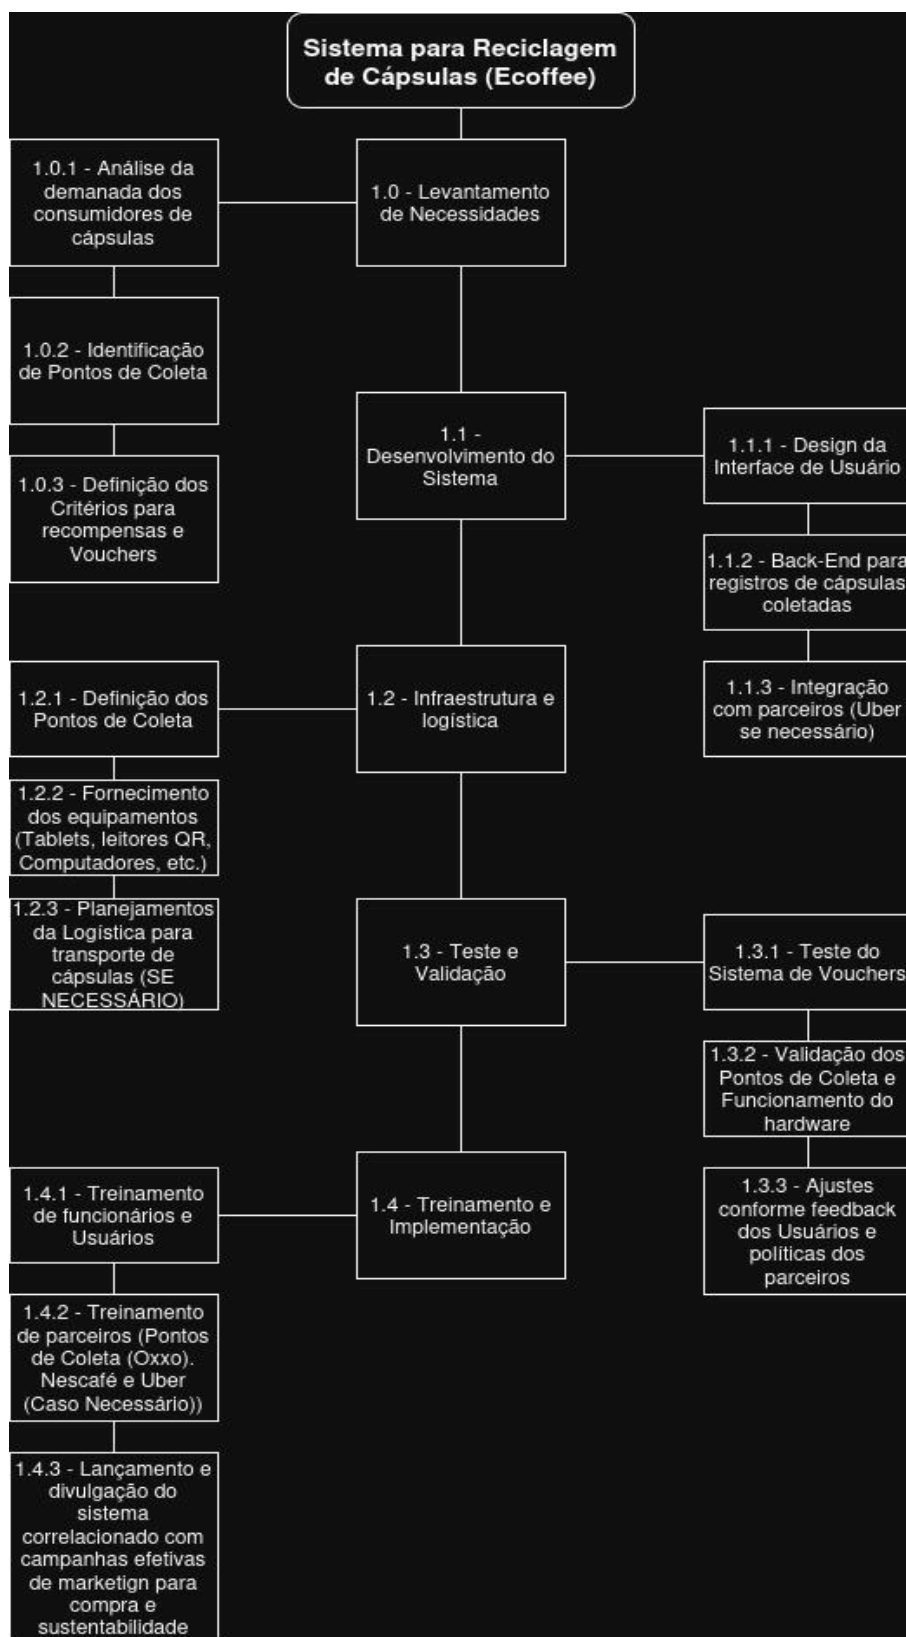 Sistema para Reciclagem
de Cápsulas (Ecoffee)
1.0.1 - Análise da
demanada dos
consumidores de
cápsulas
1.0 - Levantamento
de Necessidades
1.0.2 - Identificação
de Pontos de Coleta
1.0.3 - Definição dos
Critérios para
recompensas e
Vouchers
1.1 -
Desenvolvimento do
Sistema
1.1.1 - Design da
Interface de Usuário
1.1.2 - Back-End para
registros de cápsulas
coletadas
1.1.3 - Integração
com parceiros (Uber
se necessário)
1.2.1 - Definição dos
Pontos de Coleta
1.2 - Infraestrutura e
logística
1.2.2 - Fornecimento
dos equipamentos
(Tablets, leitores QR,
Computadores, etc.)
1.2.3 - Planejamentos
da Logística para
transporte de
cápsulas (SE
NECESSÁRIO)
1.3 - Teste e
Validação
1.3.1 - Teste do
Sistema de Vouchers
1.3.2 - Validação dos
Pontos de Coleta e
Funcionamento do
hardware
1.3.3 - Ajustes
conforme feedback
dos Usuários e
políticas dos
parceiros
1.4.1 - Treinamento
de funcionários e
Usuários
1.4 - Treinamento e
Implementação
1.4.2 - Treinamento
de parceiros (Pontos
de Coleta (Oxxo).
Nescafé e Uber
(Caso Necessário))
1.4.3 - Lançamento e
divulgação do
sistema
correlacionado com
campanhas efetivas
de marketign para
compra e
sustentabilidade